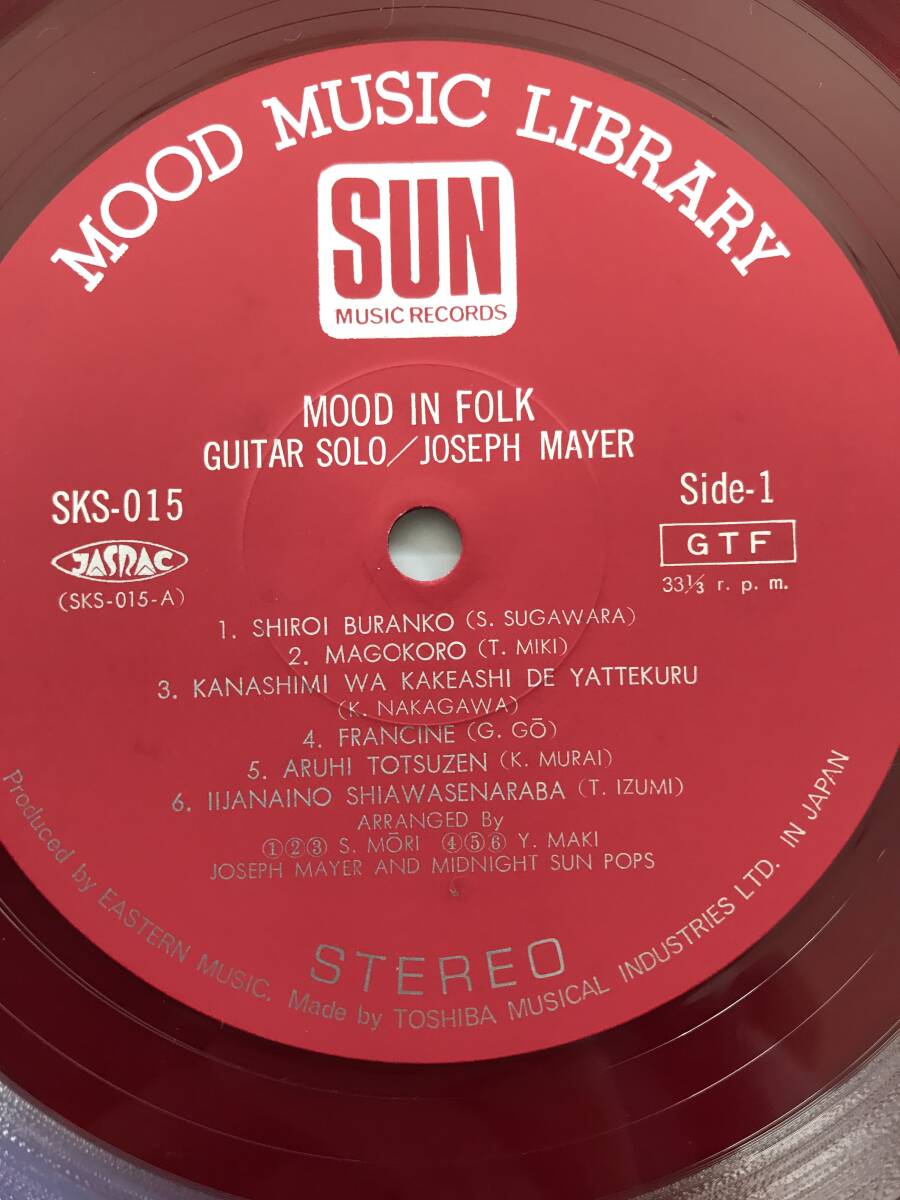 MOOD MUSIC LIBRARY
SUN
MUSIC RECORDS
MOOD IN FOLK
GUITAR SOLO/JOSEPH MAYER
SKS-015
Side-1
JASRAC
GTF
(SKS-015-A)
33⅓ r. p. m.
1. SHIROI BURANKO (S. SUGAWARA)
2. MAGOKORO (T. MIKI)
3. KANASHIMI WA KAKEASHI DE YATTEKURU
(K. NAKAGAWA)
4. FRANCINE (G. GŌ)
5. ARUHI TOTSUZEN (K. MURAI)
6. IIJANAINO SHIAWASENARABA (T. IZUMI)
ARRANGED By
①②③ S. MŌRI ④⑤⑥ Y. MAKI
JOSEPH MAYER AND MIDNIGHT SUN POPS
STEREO
Produced by EASTERN MUSIC. Made by TOSHIBA MUSICAL INDUSTRIES LTD. IN JAPAN